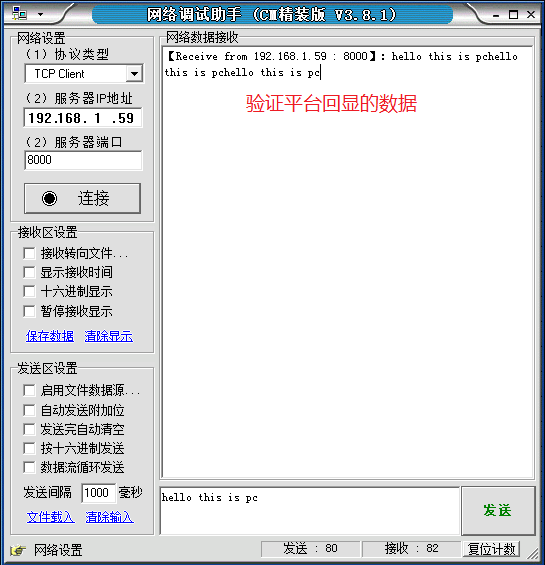 网络调试助手 (CM精装版 V3.8.1)
网络设置
(1) 协议类型
TCP Client
(2) 服务器IP地址
192.168. 1 .59
(2) 服务器端口
8000
连接
接收区设置
接收转向文件...
显示接收时间
十六进制显示
暂停接收显示
保存数据 清除显示
发送区设置
启用文件数据源...
自动发送附加位
发送完自动清空
按十六进制发送
数据流循环发送
发送间隔 1000 毫秒
文件载入 清除输入
网络数据接收
【Receive from 192.168.1.59 : 8000】：hello this is pchello
this is pchello this is pc
验证平台回显的数据
hello this is pc
发送
网络设置
发送 : 80
接收 : 82
复位计数